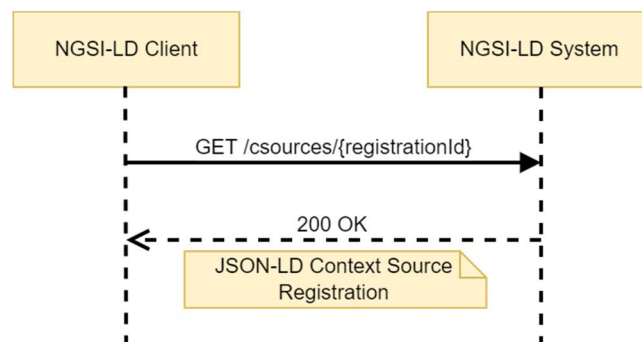 NGSI-LD Client
NGSI-LD System
GET /csources/{registrationId}
200 OK
JSON-LD Context Source
Registration